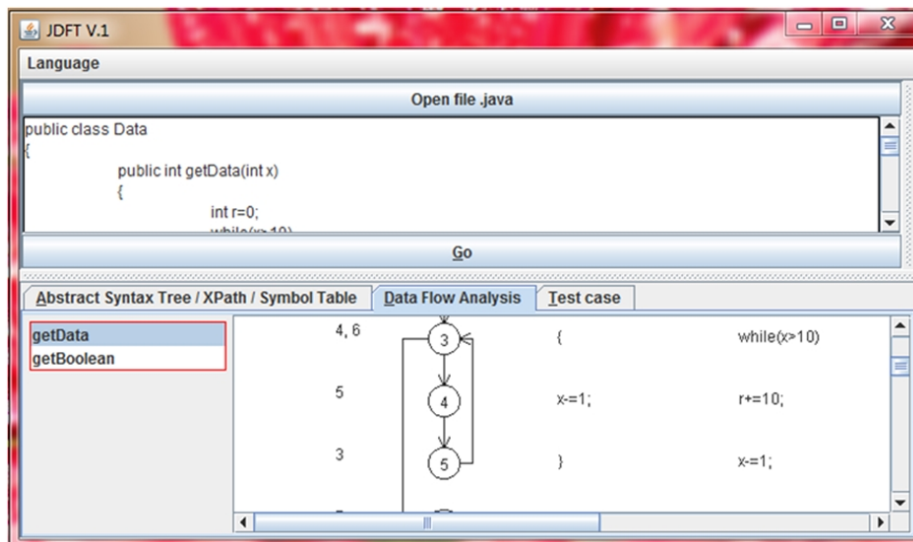 JDFT V.1
Language
Open file .java
public class Data
{
public int getData(int x)
{
int r=0;
while(x>10)
Go
Abstract Syntax Tree / XPath / Symbol Table Data Flow Analysis Test case
getData
getBoolean
4, 6 3 { while(x>10)
5 4 x-=1; r+=10;
3 5 } x-=1;